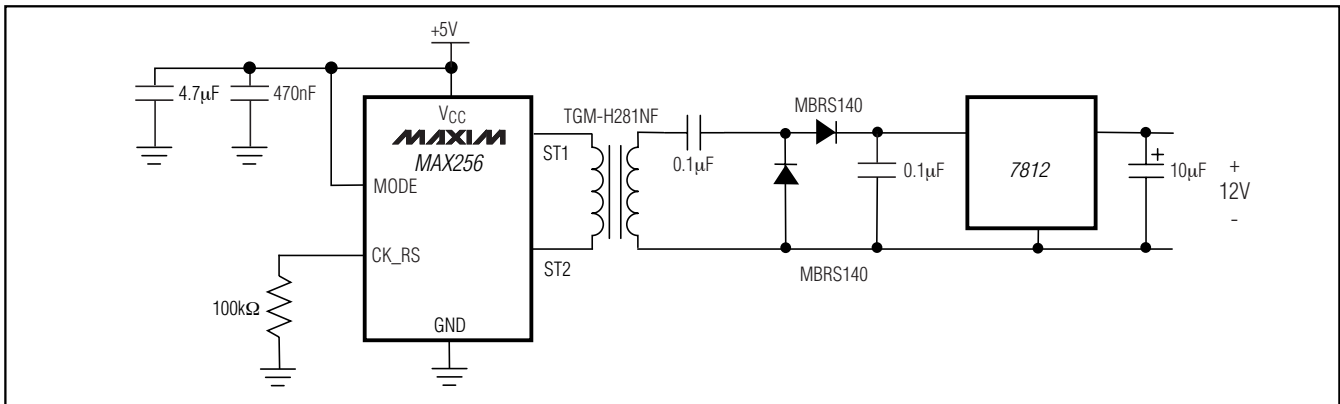 +5V
4.7µF
470nF
VCC
MAXIM
MAX256
MODE
CK_RS
GND
100kΩ
ST1
ST2
TGM-H281NF
0.1µF
MBRS140
0.1µF
MBRS140
7812
+
10µF
+
12V
-